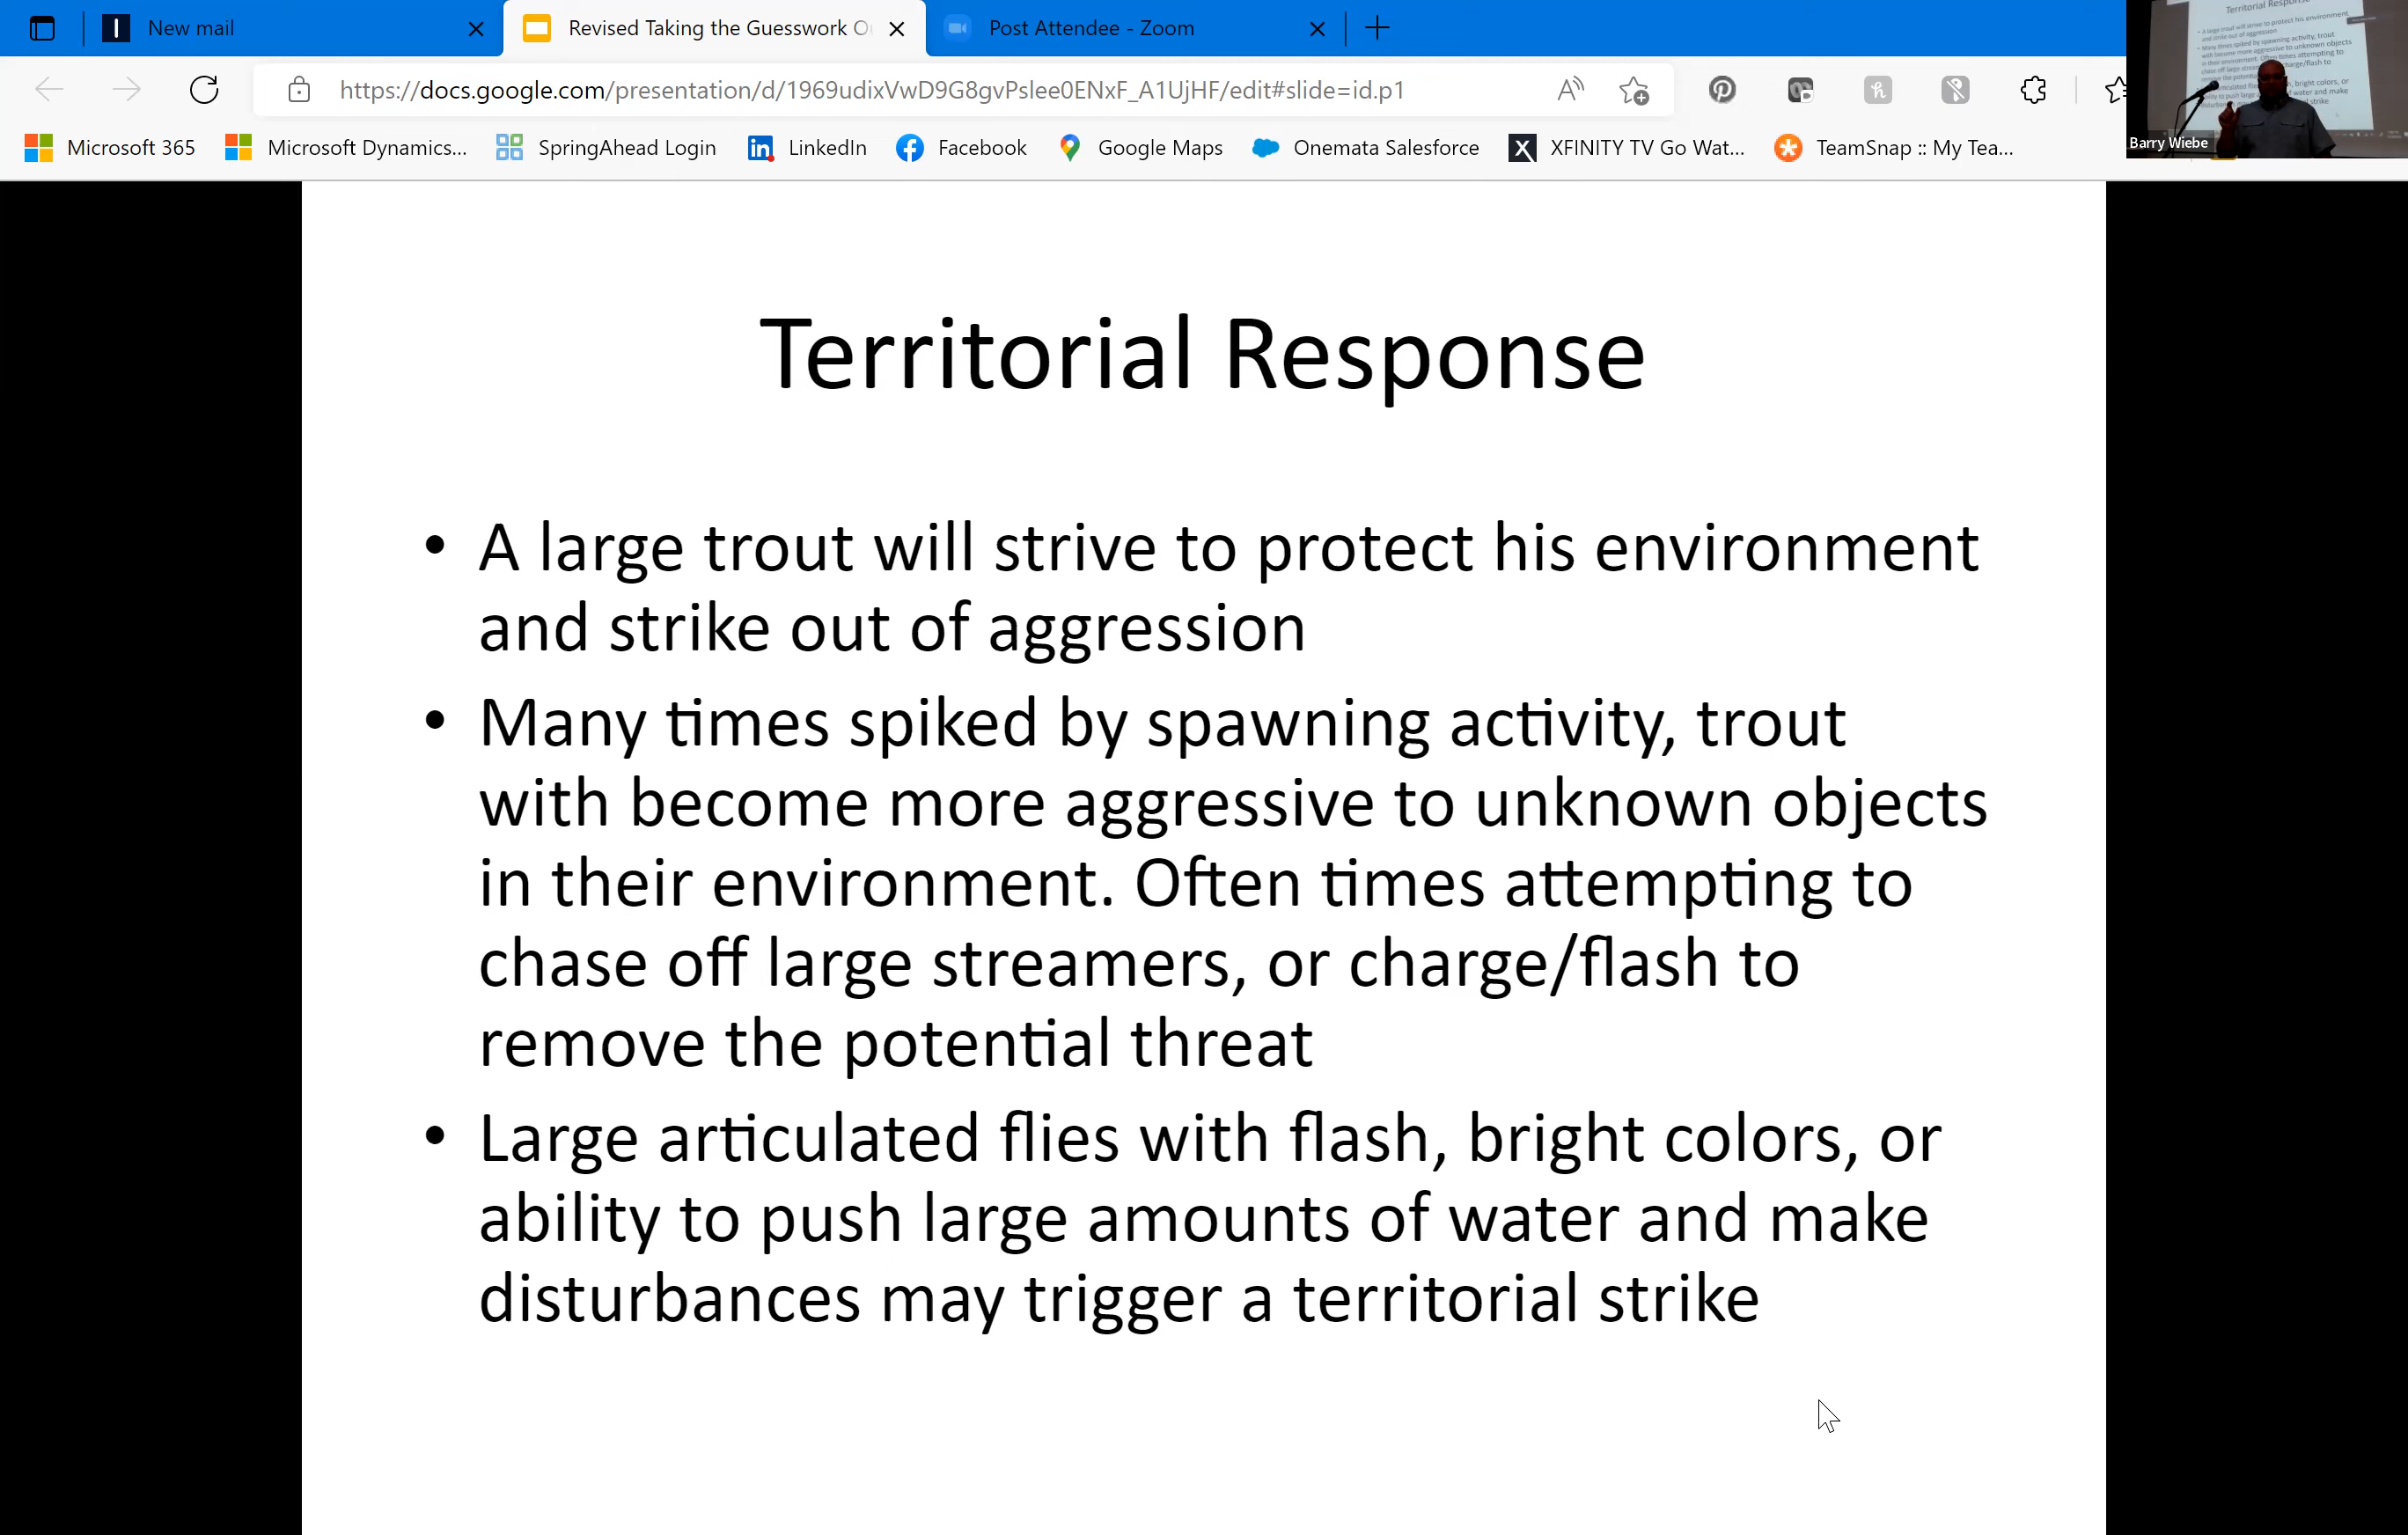 New mail
Revised Taking the Guesswork O
Post Attendee - Zoom
https://docs.google.com/presentation/d/1969udixVwD9G8gvPslee0ENxF_A1UjHF/edit#slide=id.p1
Microsoft 365
Microsoft Dynamics...
SpringAhead Login
LinkedIn
Facebook
Google Maps
Onemata Salesforce
XFINITY TV Go Wat...
TeamSnap :: My Tea...
Barry Wiebe
Territorial Response
• A large trout will strive to protect his environment
and strike out of aggression
• Many times spiked by spawning activity, trout
with become more aggressive to unknown objects
in their environment. Often times attempting to
chase off large streamers, or charge/flash to
remove the potential threat
• Large articulated flies with flash, bright colors, or
ability to push large amounts of water and make
disturbances may trigger a territorial strike